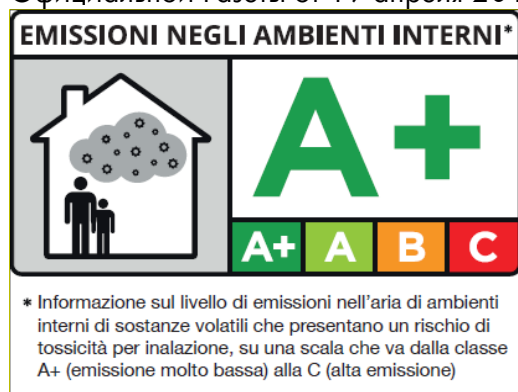 EMISSIONI NEGLI AMBIENTI INTERNI*
A+
A+ A B C
* Informazione sul livello di emissioni nell'aria di ambienti
interni di sostanze volatili che presentano un rischio di
tossicità per inalazione, su una scala che va dalla classe
A+ (emissione molto bassa) alla C (alta emissione)